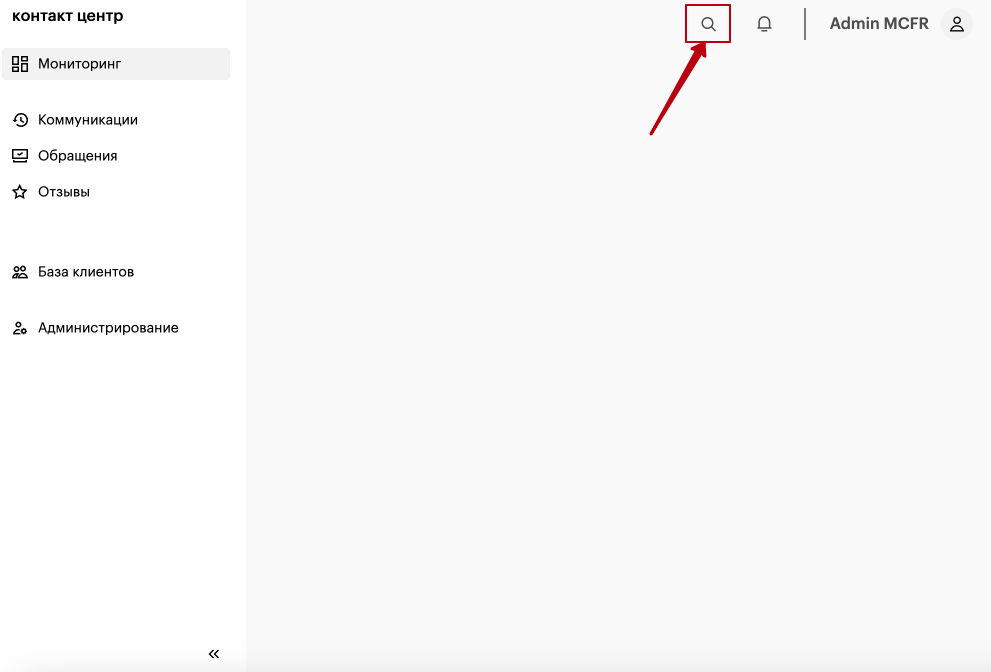 контакт центр
Admin MCFR
Мониторинг
Коммуникации
Обращения
Отзывы
База клиентов
Администрирование